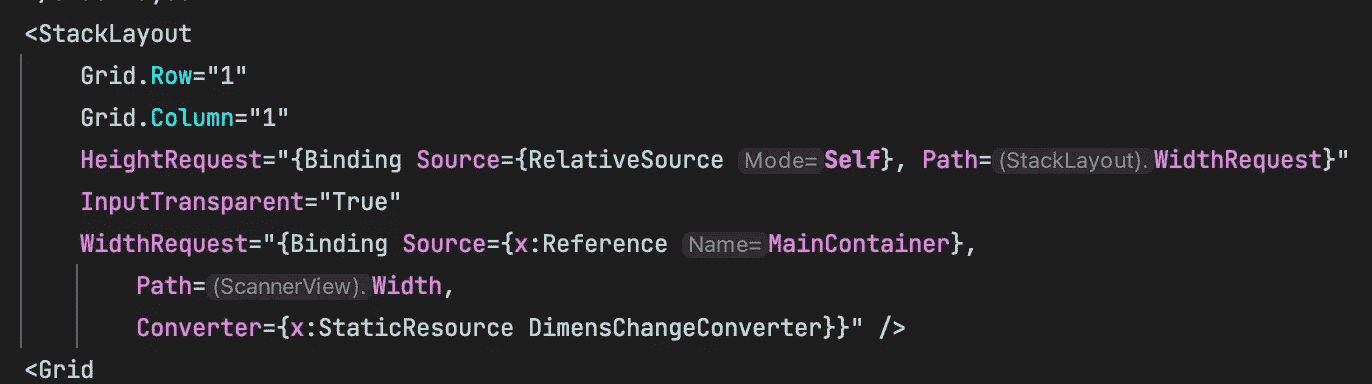 <StackLayout
Grid.Row="1"
Grid.Column="1"
HeightRequest="{Binding Source={RelativeSource Mode=Self}, Path=(StackLayout).WidthRequest}"
InputTransparent="True"
WidthRequest="{Binding Source={x:Reference Name=MainContainer},
Path=(ScannerView).Width,
Converter={x:StaticResource DimensChangeConverter}}" />
<Grid